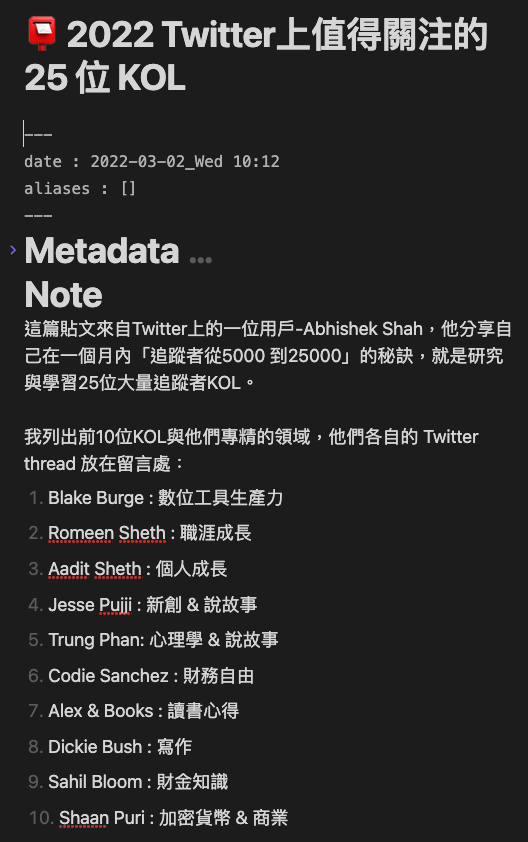 📮 2022 Twitter上值得關注的
25 位 KOL
---
date : 2022-03-02_Wed 10:12
aliases : []
---
Metadata ...
Note
這篇貼文來自Twitter上的一位用戶-Abhishek Shah，他分享自
己在一個月內「追蹤者從5000 到25000」的秘訣，就是研究
與學習25位大量追蹤者KOL。
我列出前10位KOL與他們專精的領域，他們各自的 Twitter
thread 放在留言處：
1. Blake Burge : 數位工具生產力
2. Romeen Sheth : 職涯成長
3. Aadit Sheth : 個人成長
4. Jesse Pujji : 新創 & 說故事
5. Trung Phan: 心理學 & 說故事
6. Codie Sanchez : 財務自由
7. Alex & Books : 讀書心得
8. Dickie Bush : 寫作
9. Sahil Bloom : 財金知識
10. Shaan Puri : 加密貨幣 & 商業